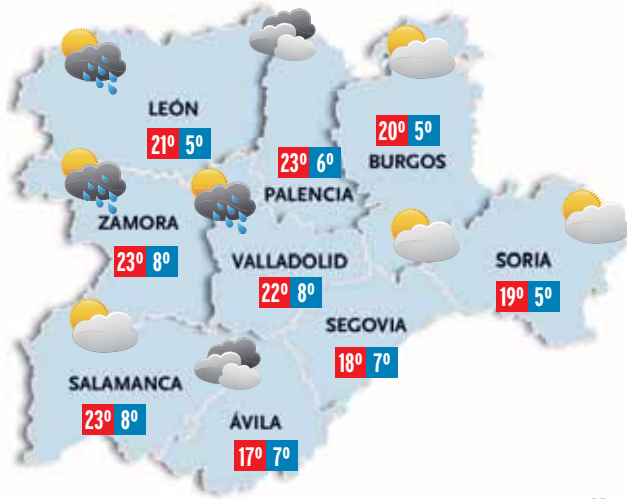 LEÓN
21º 5º
20º 5º
BURGOS
23º 6º
PALENCIA
ZAMORA
23º 8º
VALLADOLID
22º 8º
SORIA
19º 5º
SEGOVIA
18º 7º
SALAMANCA
23º 8º
ÁVILA
17º 7º